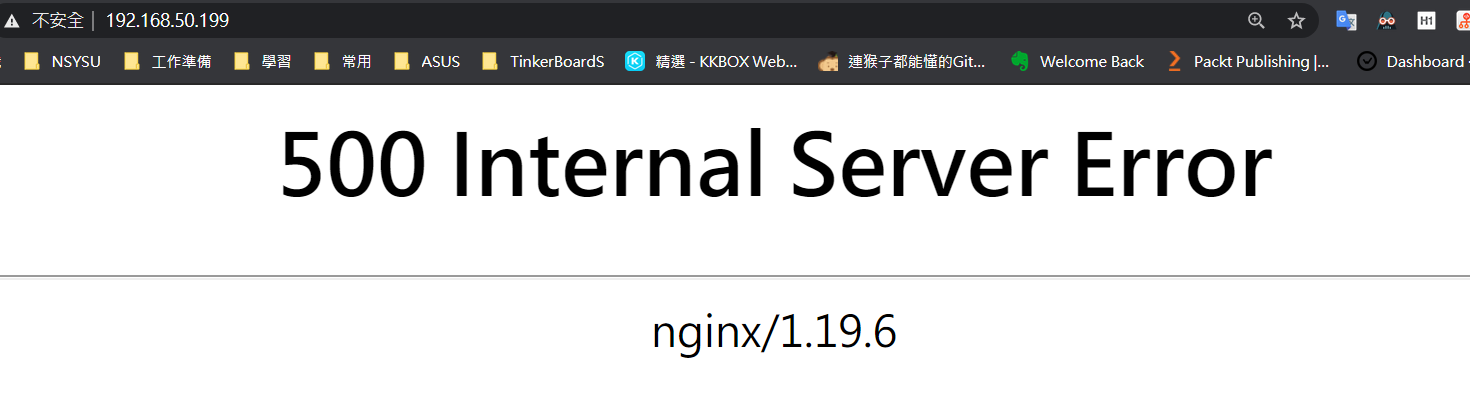 不安全 192.168.50.199
NSYSU 工作準備 學習 常用 ASUS TinkerBoardS 精選 - KKBOX Web... 連猴子都能懂的Git... Welcome Back Packt Publishing |... Dashboard
500 Internal Server Error
nginx/1.19.6